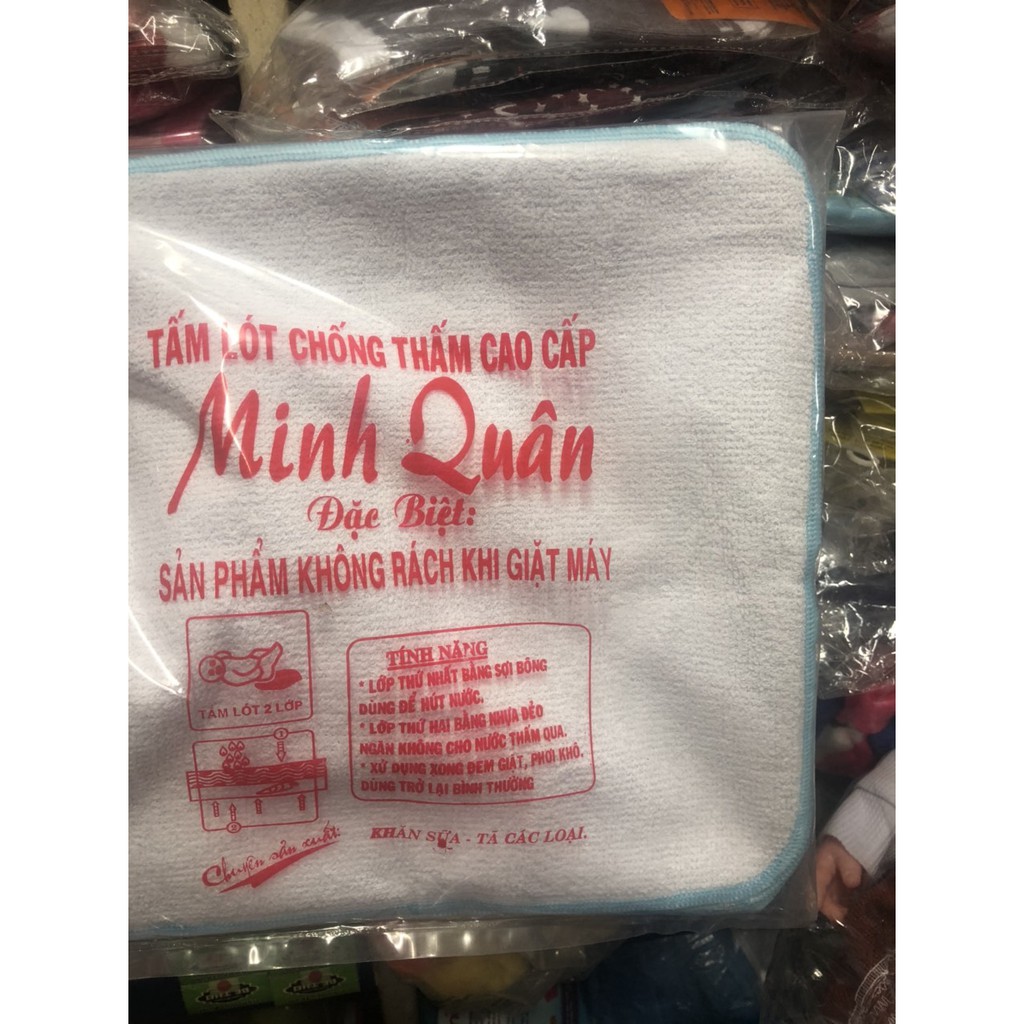 TẤM LÓT CHỐNG THẤM CAO CẤP
Minh Quân
Đặc Biệt:
SẢN PHẨM KHÔNG RÁCH KHI GIẶT MÁY
TẤM LÓT 2 LỚP
TÍNH NĂNG
* LỚP THỨ NHẤT BẰNG SỢI BÔNG
DÙNG ĐỂ HÚT NƯỚC.
* LỚP THỨ HAI BẰNG NHỰA DẺO
NGĂN KHÔNG CHO NƯỚC THẤM QUA.
* XỬ DỤNG XONG ĐEM GIẶT, PHƠI KHÔ.
DÙNG TRỞ LẠI BÌNH THƯỜNG
1
2
Chuyên sản xuất:
KHĂN SỮA - TÃ CÁC LOẠI.